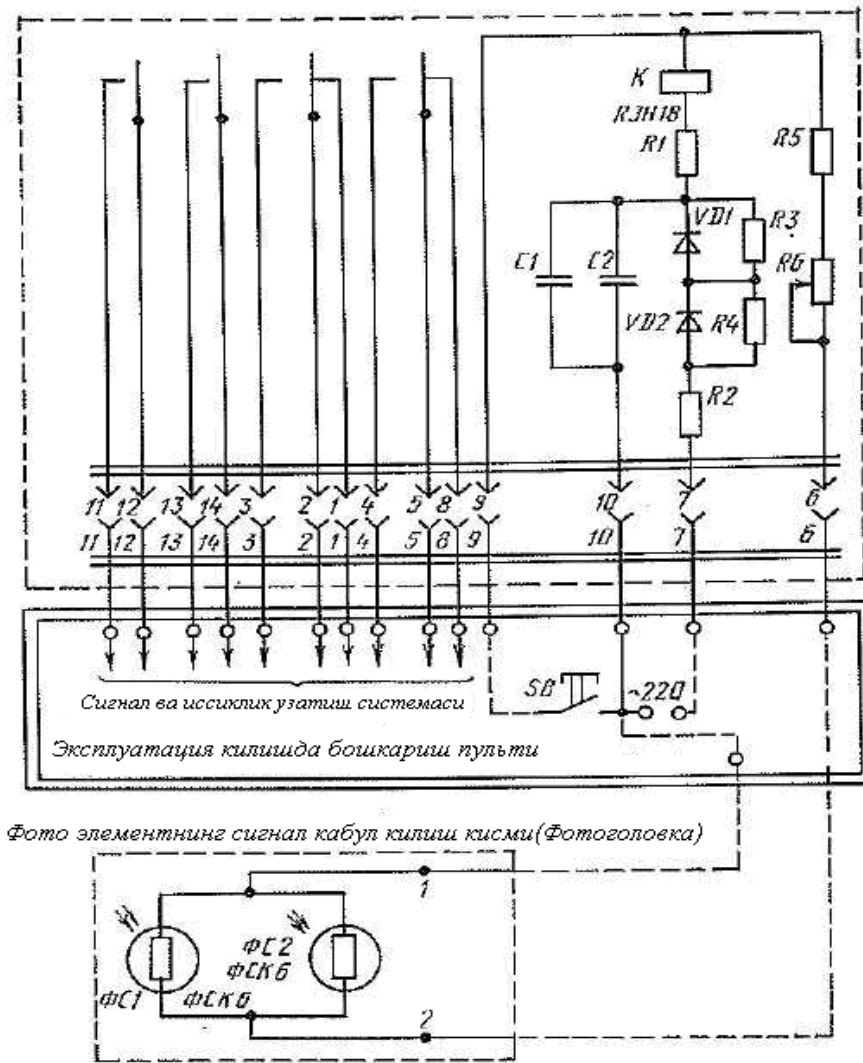 K
RЭН18
R1
R5
VD1
R3
C1
C2
R6
VD2
R4
R2
11 12 13 14 3 2 1 4 5 8 9 10 7 6
11 12 13 14 3 2 1 4 5 8 9 10 7 6
SB
~220
Сигнал ва иссиклик узатиш системаси
Эксплуатация килишда бошкариш пульти
Фото элементнинг сигнал кабул килиш кисми(Фотоголовка)
1
ФС2
ФСК6
ФС1
ФСК6
2